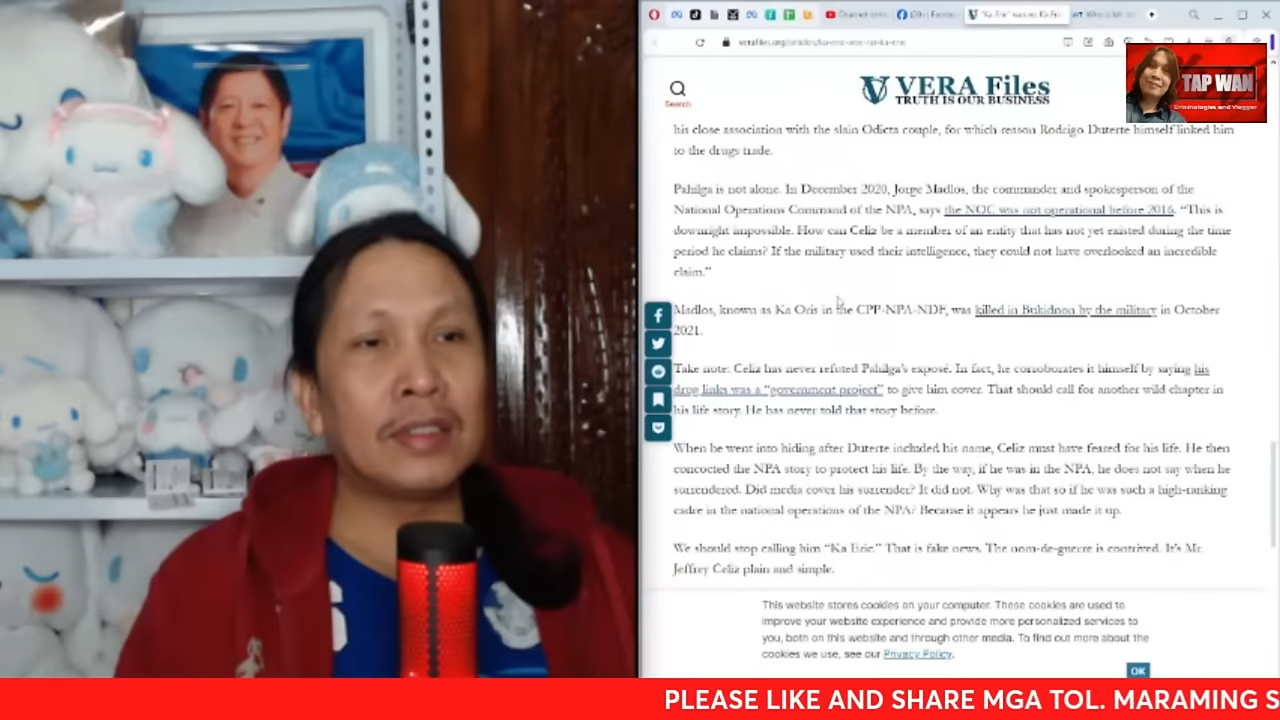 verafiles.org/articles/ka-eric-was-no-ka-eric
TAP WAN
Criminologist and Vlogger
Search
VERA Files
TRUTH IS OUR BUSINESS
his close association with the slain Odicta couple, for which reason Rodrigo Duterte himself linked him
to the drugs trade.
Pahilga is not alone. In December 2020, Jorge Madlos, the commander and spokesperson of the
National Operations Command of the NPA, says the NOC was not operational before 2016. “This is
downright impossible. How can Celiz be a member of an entity that has not yet existed during the time
period he claims? If the military used their intelligence, they could not have overlooked an incredible
claim.”
Madlos, known as Ka Oris in the CPP-NPA-NDF, was killed in Bukidnon by the military in October
2021.
Take note: Celiz has never refuted Pahilga’s exposé. In fact, he corroborates it himself by saying his
drug links was a “government project” to give him cover. That should call for another wild chapter in
his life story. He has never told that story before.
When he went into hiding after Duterte included his name, Celiz must have feared for his life. He then
concocted the NPA story to protect his life. By the way, if he was in the NPA, he does not say when he
surrendered. Did media cover his surrender? It did not. Why was that so if he was such a high-ranking
cadre in the national operations of the NPA? Because it appears he just made it up.
We should stop calling him “Ka Eric.” That is fake news. The nom-de-guerre is contrived. It’s Mr.
Jeffrey Celiz plain and simple.
This website stores cookies on your computer. These cookies are used to
improve your website experience and provide more personalized services to
you, both on this website and through other media. To find out more about the
cookies we use, see our Privacy Policy.
OK
PLEASE LIKE AND SHARE MGA TOL. MARAMING S